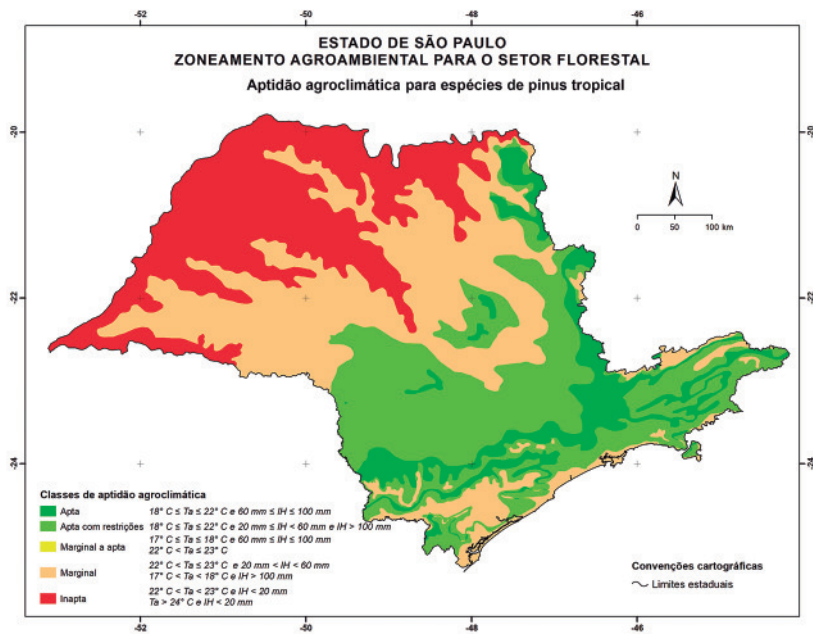 ESTADO DE SÃO PAULO
ZONEAMENTO AGROAMBIENTAL PARA O SETOR FLORESTAL
Aptidão agroclimática para espécies de pinus tropical
-52 -50 -48 -46
-20 -20
N
0 50 100 km
-22 -22
-24 -24
Classes de aptidão agroclimática
Apta 18° C ≤ Ta ≤ 22° C e 60 mm ≤ IH ≤ 100 mm
Apta com restrições 18° C ≤ Ta ≤ 22° C e 20 mm ≤ IH < 60 mm e IH > 100 mm
Marginal a apta 17° C ≤ Ta ≤ 18° C e 60 mm ≤ IH ≤ 100 mm
22° C < Ta ≤ 23° C
Marginal 22° C < Ta ≤ 23° C e 20 mm < IH < 60 mm
17° C < Ta < 18° C e IH > 100 mm
Inapta 22° C < Ta < 23° C e IH < 20 mm
Ta > 24° C e IH < 20 mm
Convenções cartográficas
Limites estaduais
-52 -50 -48 -46